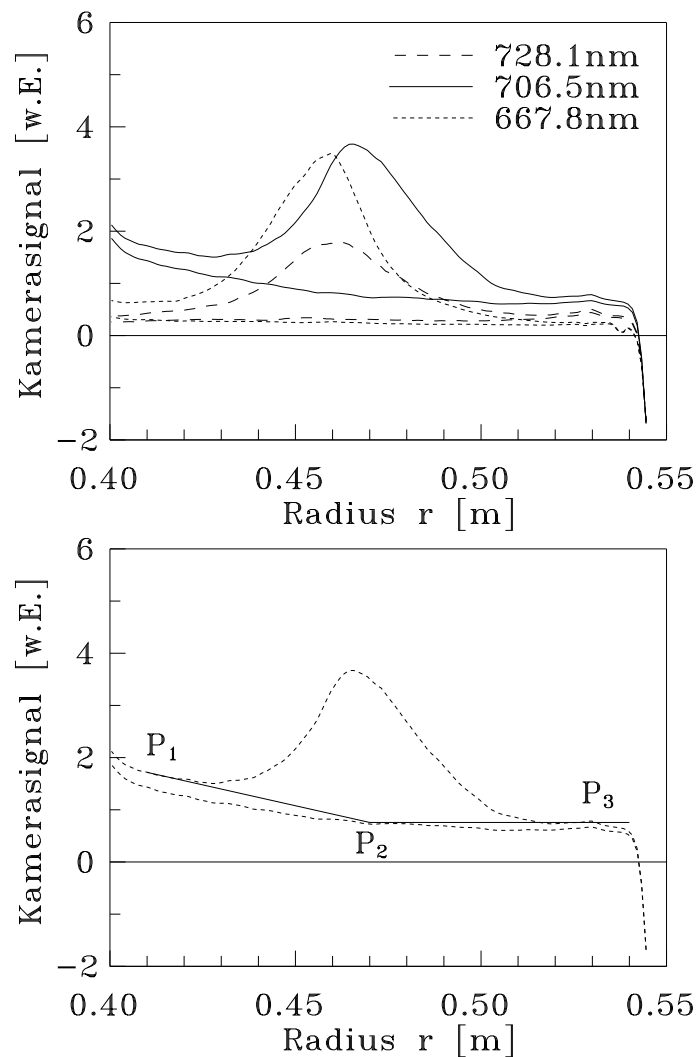 6
4
2
0
−2
Kamerasignal [w.E.]
728.1nm
706.5nm
667.8nm
0.40
0.45
0.50
0.55
Radius r [m]
6
4
2
0
−2
Kamerasignal [w.E.]
P1
P2
P3
0.40
0.45
0.50
0.55
Radius r [m]